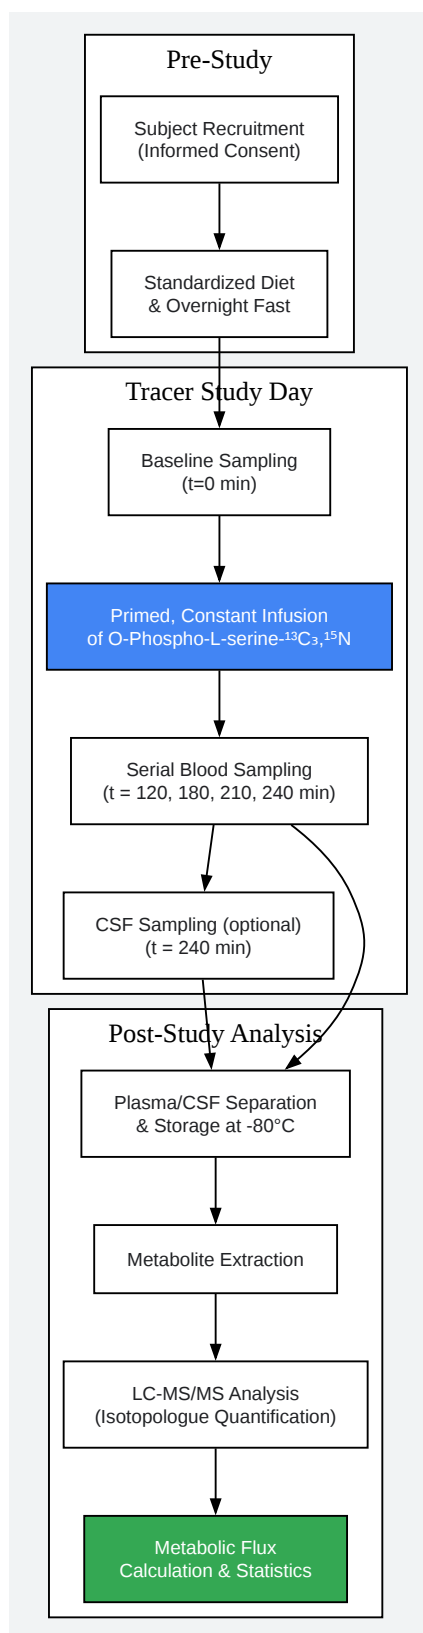 Pre-Study
Subject Recruitment
(Informed Consent)
Standardized Diet
& Overnight Fast
Tracer Study Day
Baseline Sampling
(t=0 min)
Primed, Constant Infusion
of O-Phospho-L-serine-¹³C₃,¹⁵N
Serial Blood Sampling
(t = 120, 180, 210, 240 min)
CSF Sampling (optional)
(t = 240 min)
Post-Study Analysis
Plasma/CSF Separation
& Storage at -80°C
Metabolite Extraction
LC-MS/MS Analysis
(Isotopologue Quantification)
Metabolic Flux
Calculation & Statistics